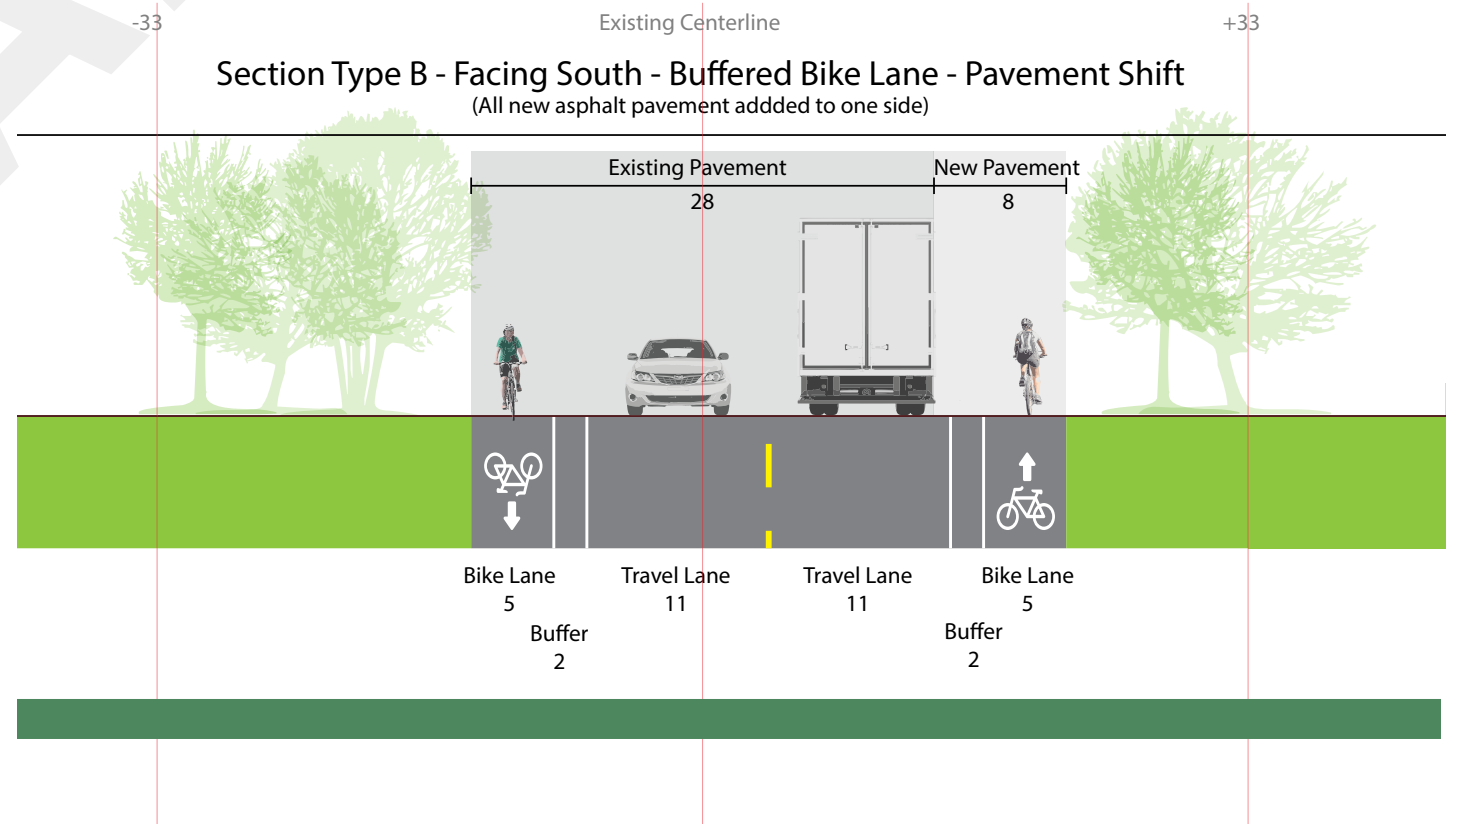 -33 Existing Centerline +33
Section Type B - Facing South - Buffered Bike Lane - Pavement Shift
(All new asphalt pavement addded to one side)
Existing Pavement New Pavement
28 8
Bike Lane Travel Lane Travel Lane Bike Lane
5 11 11 5
Buffer Buffer
2 2